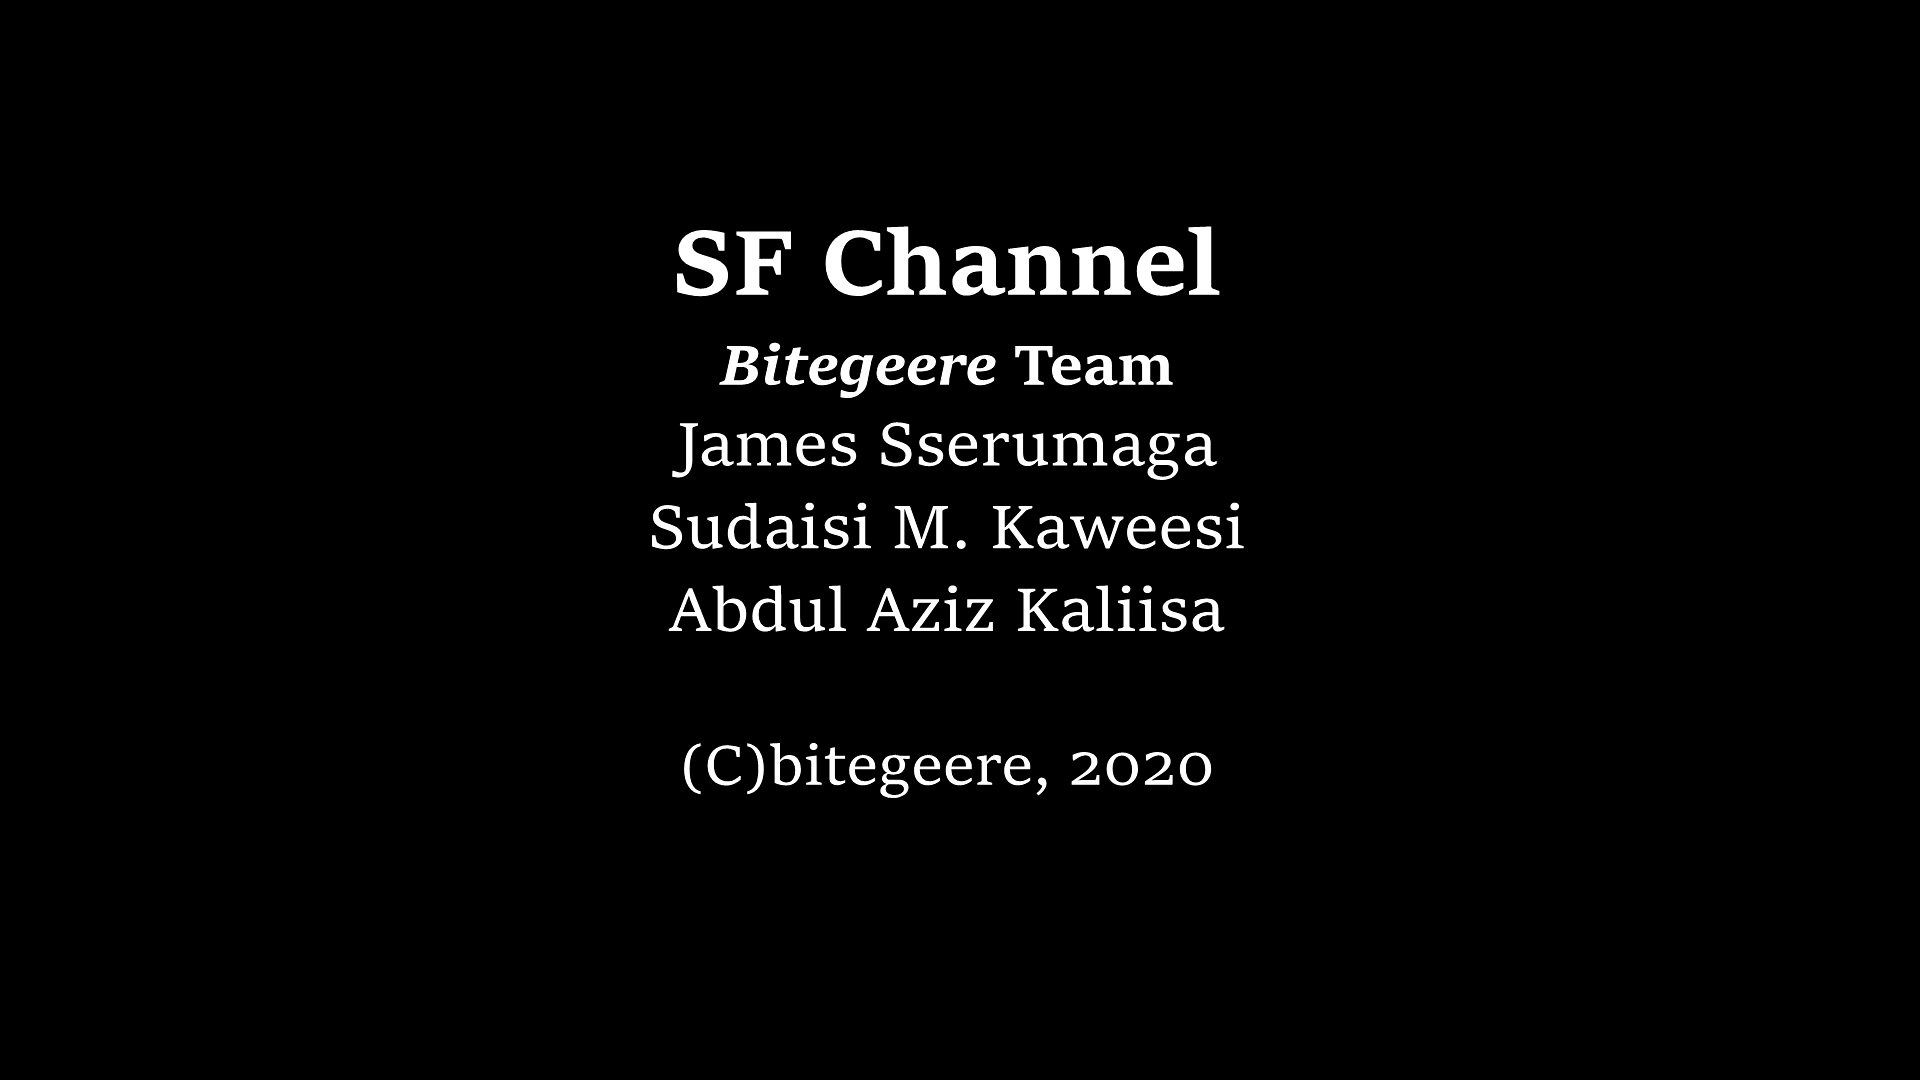 SF Channel
Bitegeere Team
James Sserumaga
Sudaisi M. Kaweesi
Abdul Aziz Kaliisa
(C)bitegeere, 2020